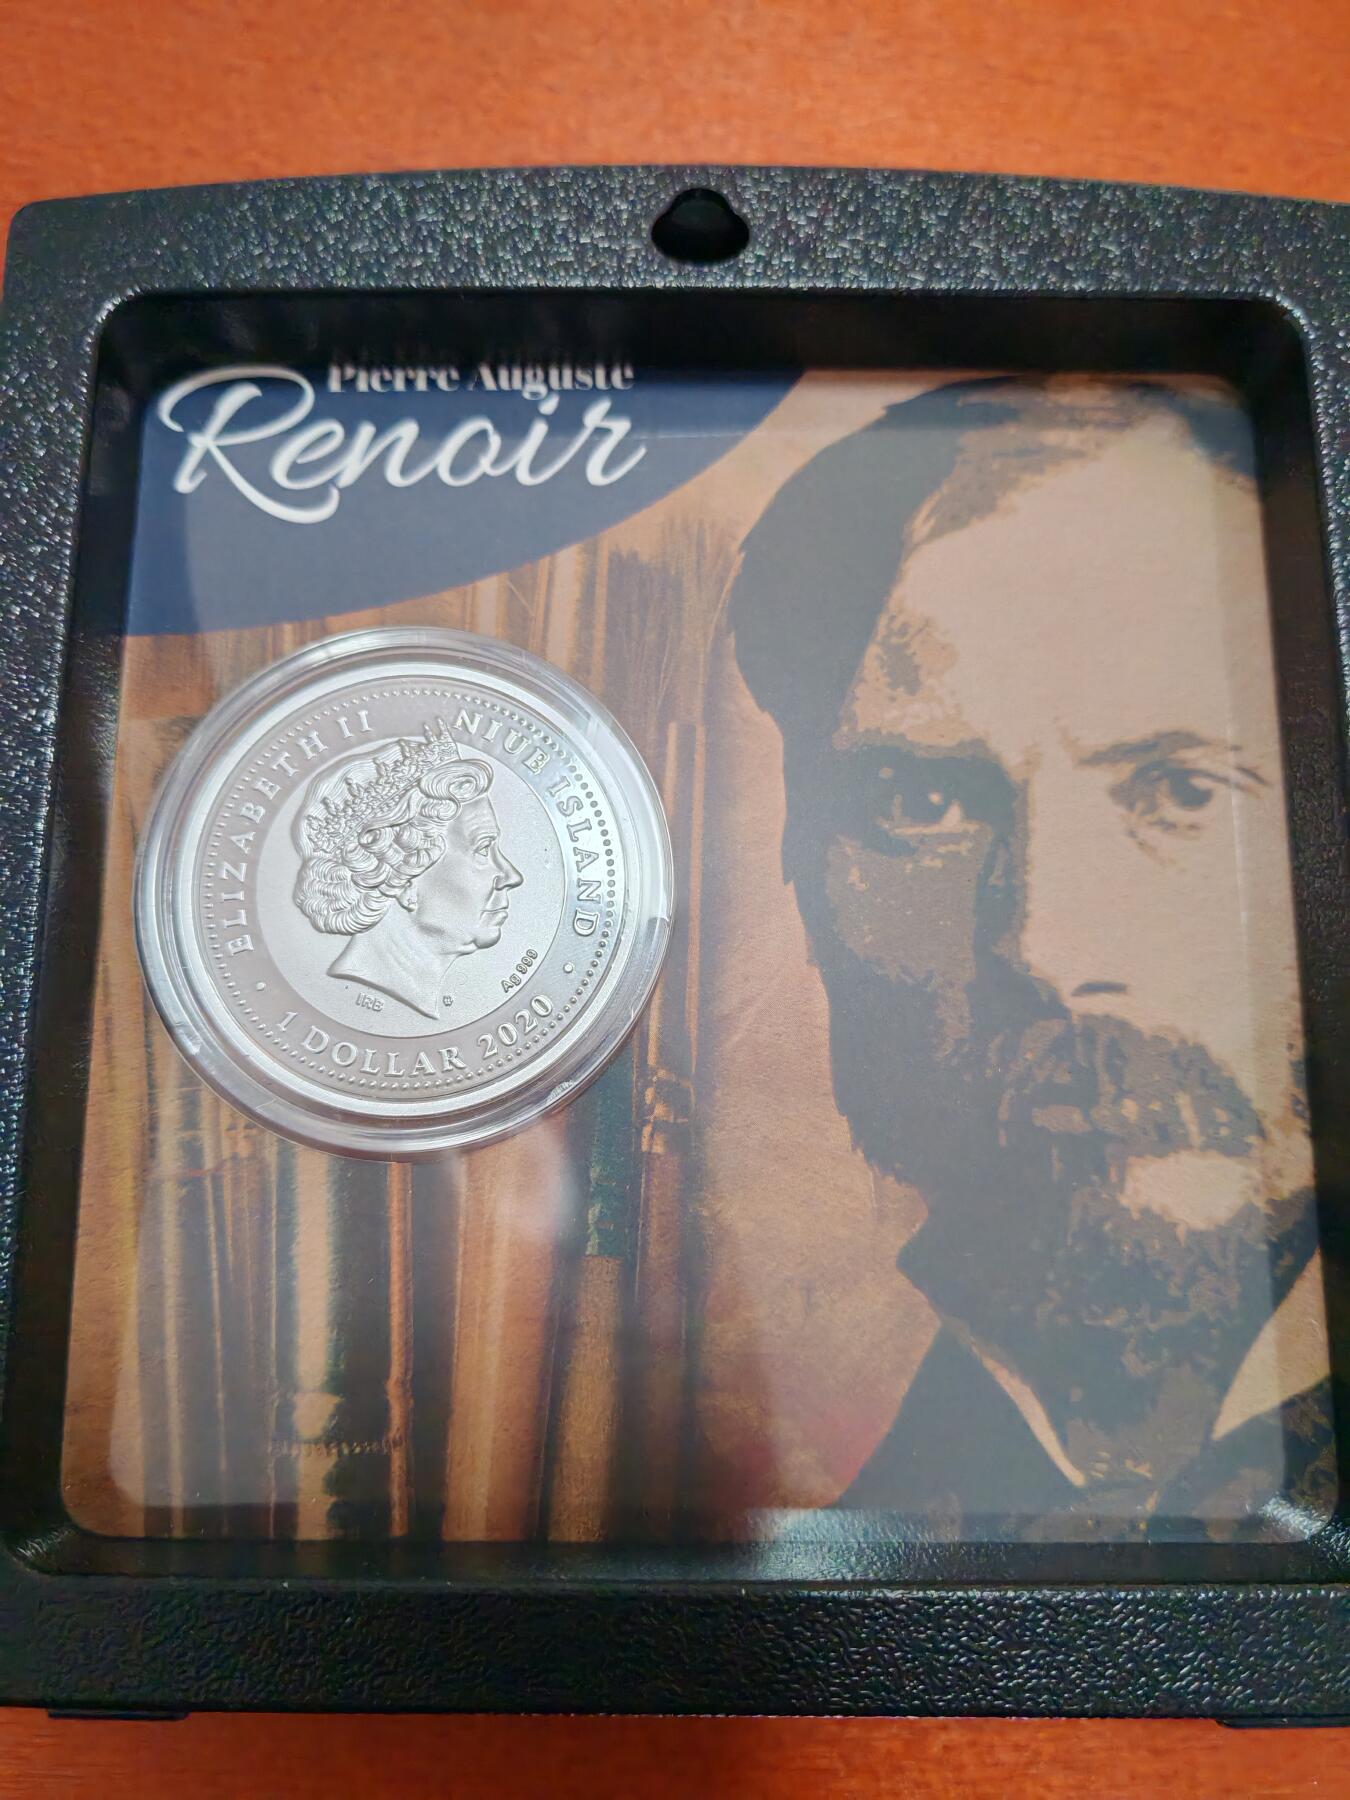 Pierre Auguste
Renoir
ELIZABETH II
NIUE ISLAND
IRB
Ag 999
1 DOLLAR 2020